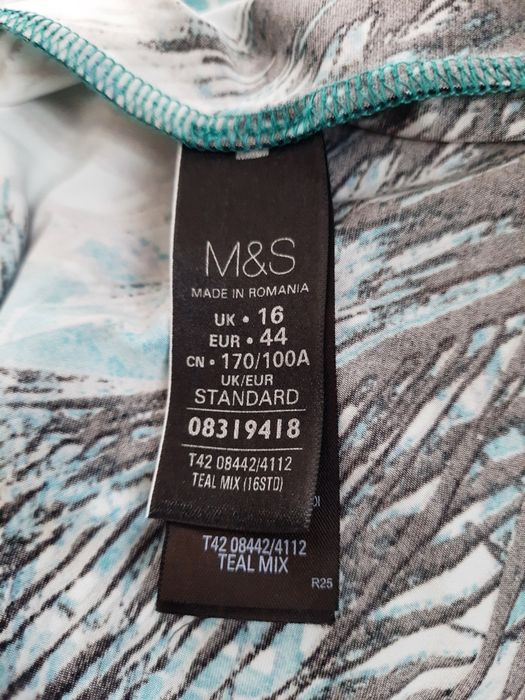 M&S
MADE IN ROMANIA
UK • 16
EUR • 44
CN • 170/100A
UK/EUR
STANDARD
08319418
T42 08442/4112
TEAL MIX (16STD)
T42 08442/4112
TEAL MIX
R25